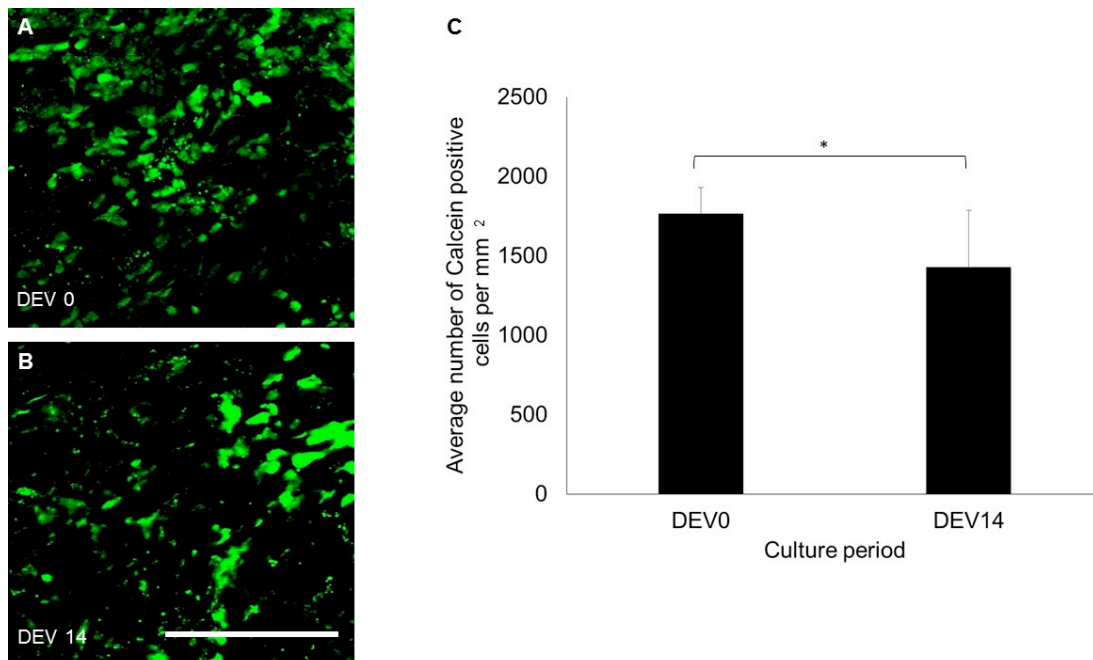 A
DEV 0
B
DEV 14
C
Average number of Calcein positive
cells per mm ²
2500
2000
1500
1000
500
0
*
DEV0
DEV14
Culture period